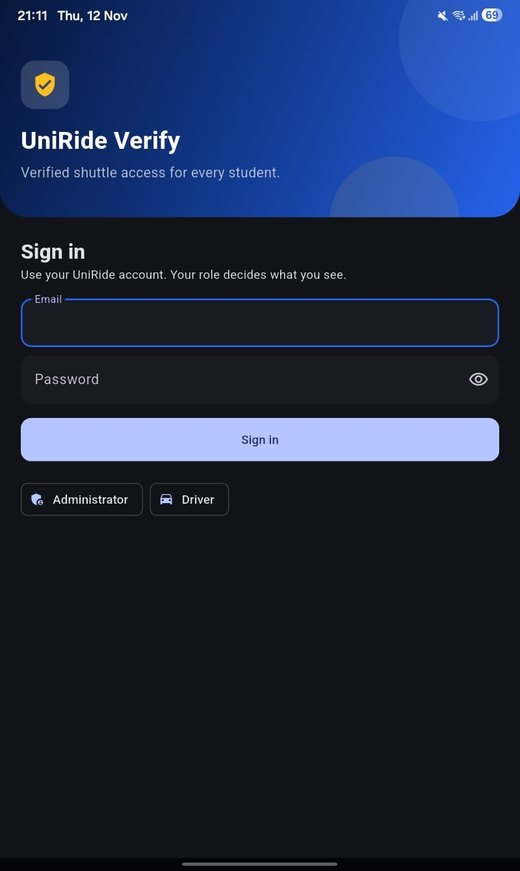 21:11 Thu, 12 Nov
69
UniRide Verify
Verified shuttle access for every student.
Sign in
Use your UniRide account. Your role decides what you see.
Email
Password
Sign in
Administrator
Driver